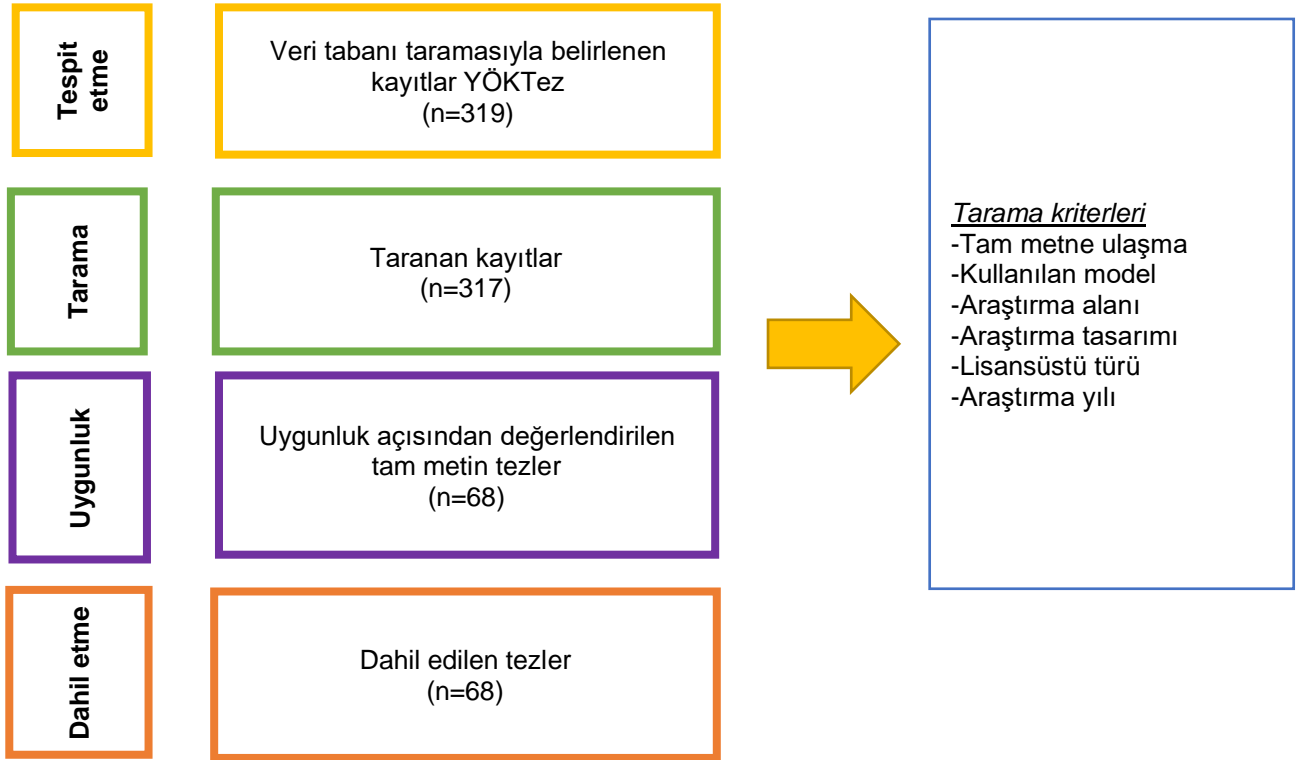 Tespit
etme
Veri tabanı taramasıyla belirlenen
kayıtlar YÖKTez
(n=319)
Tarama
Taranan kayıtlar
(n=317)
Uygunluk
Uygunluk açısından değerlendirilen
tam metin tezler
(n=68)
Dahil etme
Dahil edilen tezler
(n=68)
Tarama kriterleri
-Tam metne ulaşma
-Kullanılan model
-Araştırma alanı
-Araştırma tasarımı
-Lisansüstü türü
-Araştırma yılı